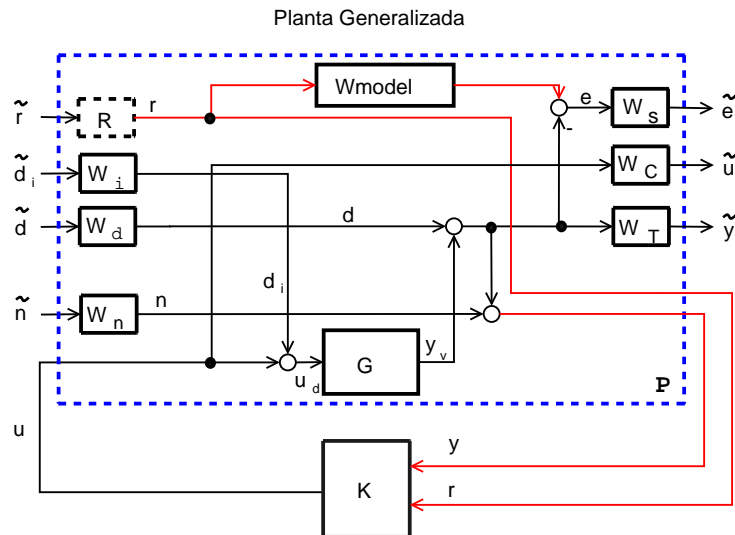 Planta Generalizada
r̃
R
r
Wmodel
e
-
W s
ẽ
d̃ i
W i
W C
ũ
d̃
W d
d
W T
ỹ
ñ
W n
n
d i
u d
G
y v
P
u
K
y
r